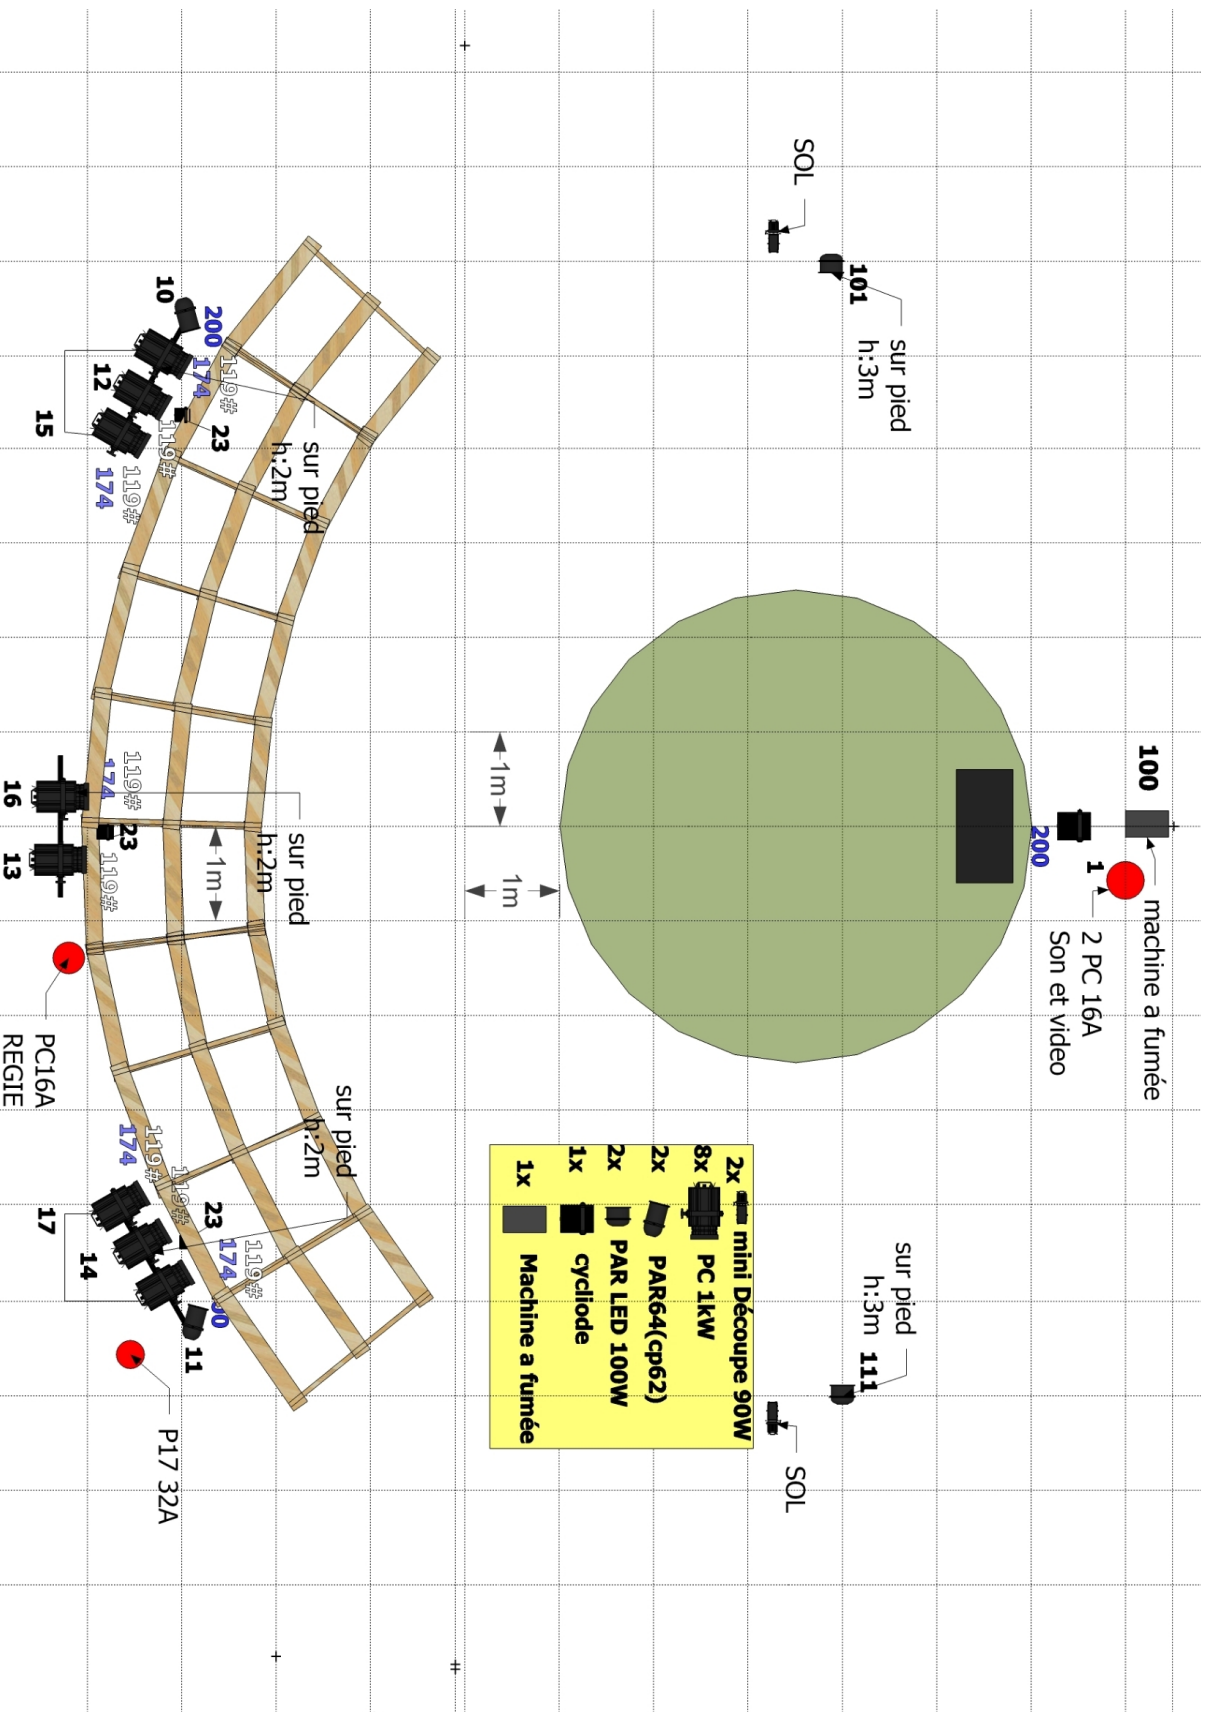 100
machine a fumée
200
1
2 PC 16A
Son et video
SOL
101
sur pied
h:3m
sur pied
h:3m
111
SOL
1m
1m
1m
2x mini Découpe 90W
8x PC 1kW
2x PAR64(cp62)
2x PAR LED 100W
1x cycliode
1x Machine a fumée
10
200
119#
174
12
23
119#
15
119#
174
sur pied
h:2m
119#
174
16
23
119#
13
sur pied
h:2m
PC16A
REGIE
sur pied
h:2m
119#
174
119#
23
17
119#
174
14
00
11
P17 32A